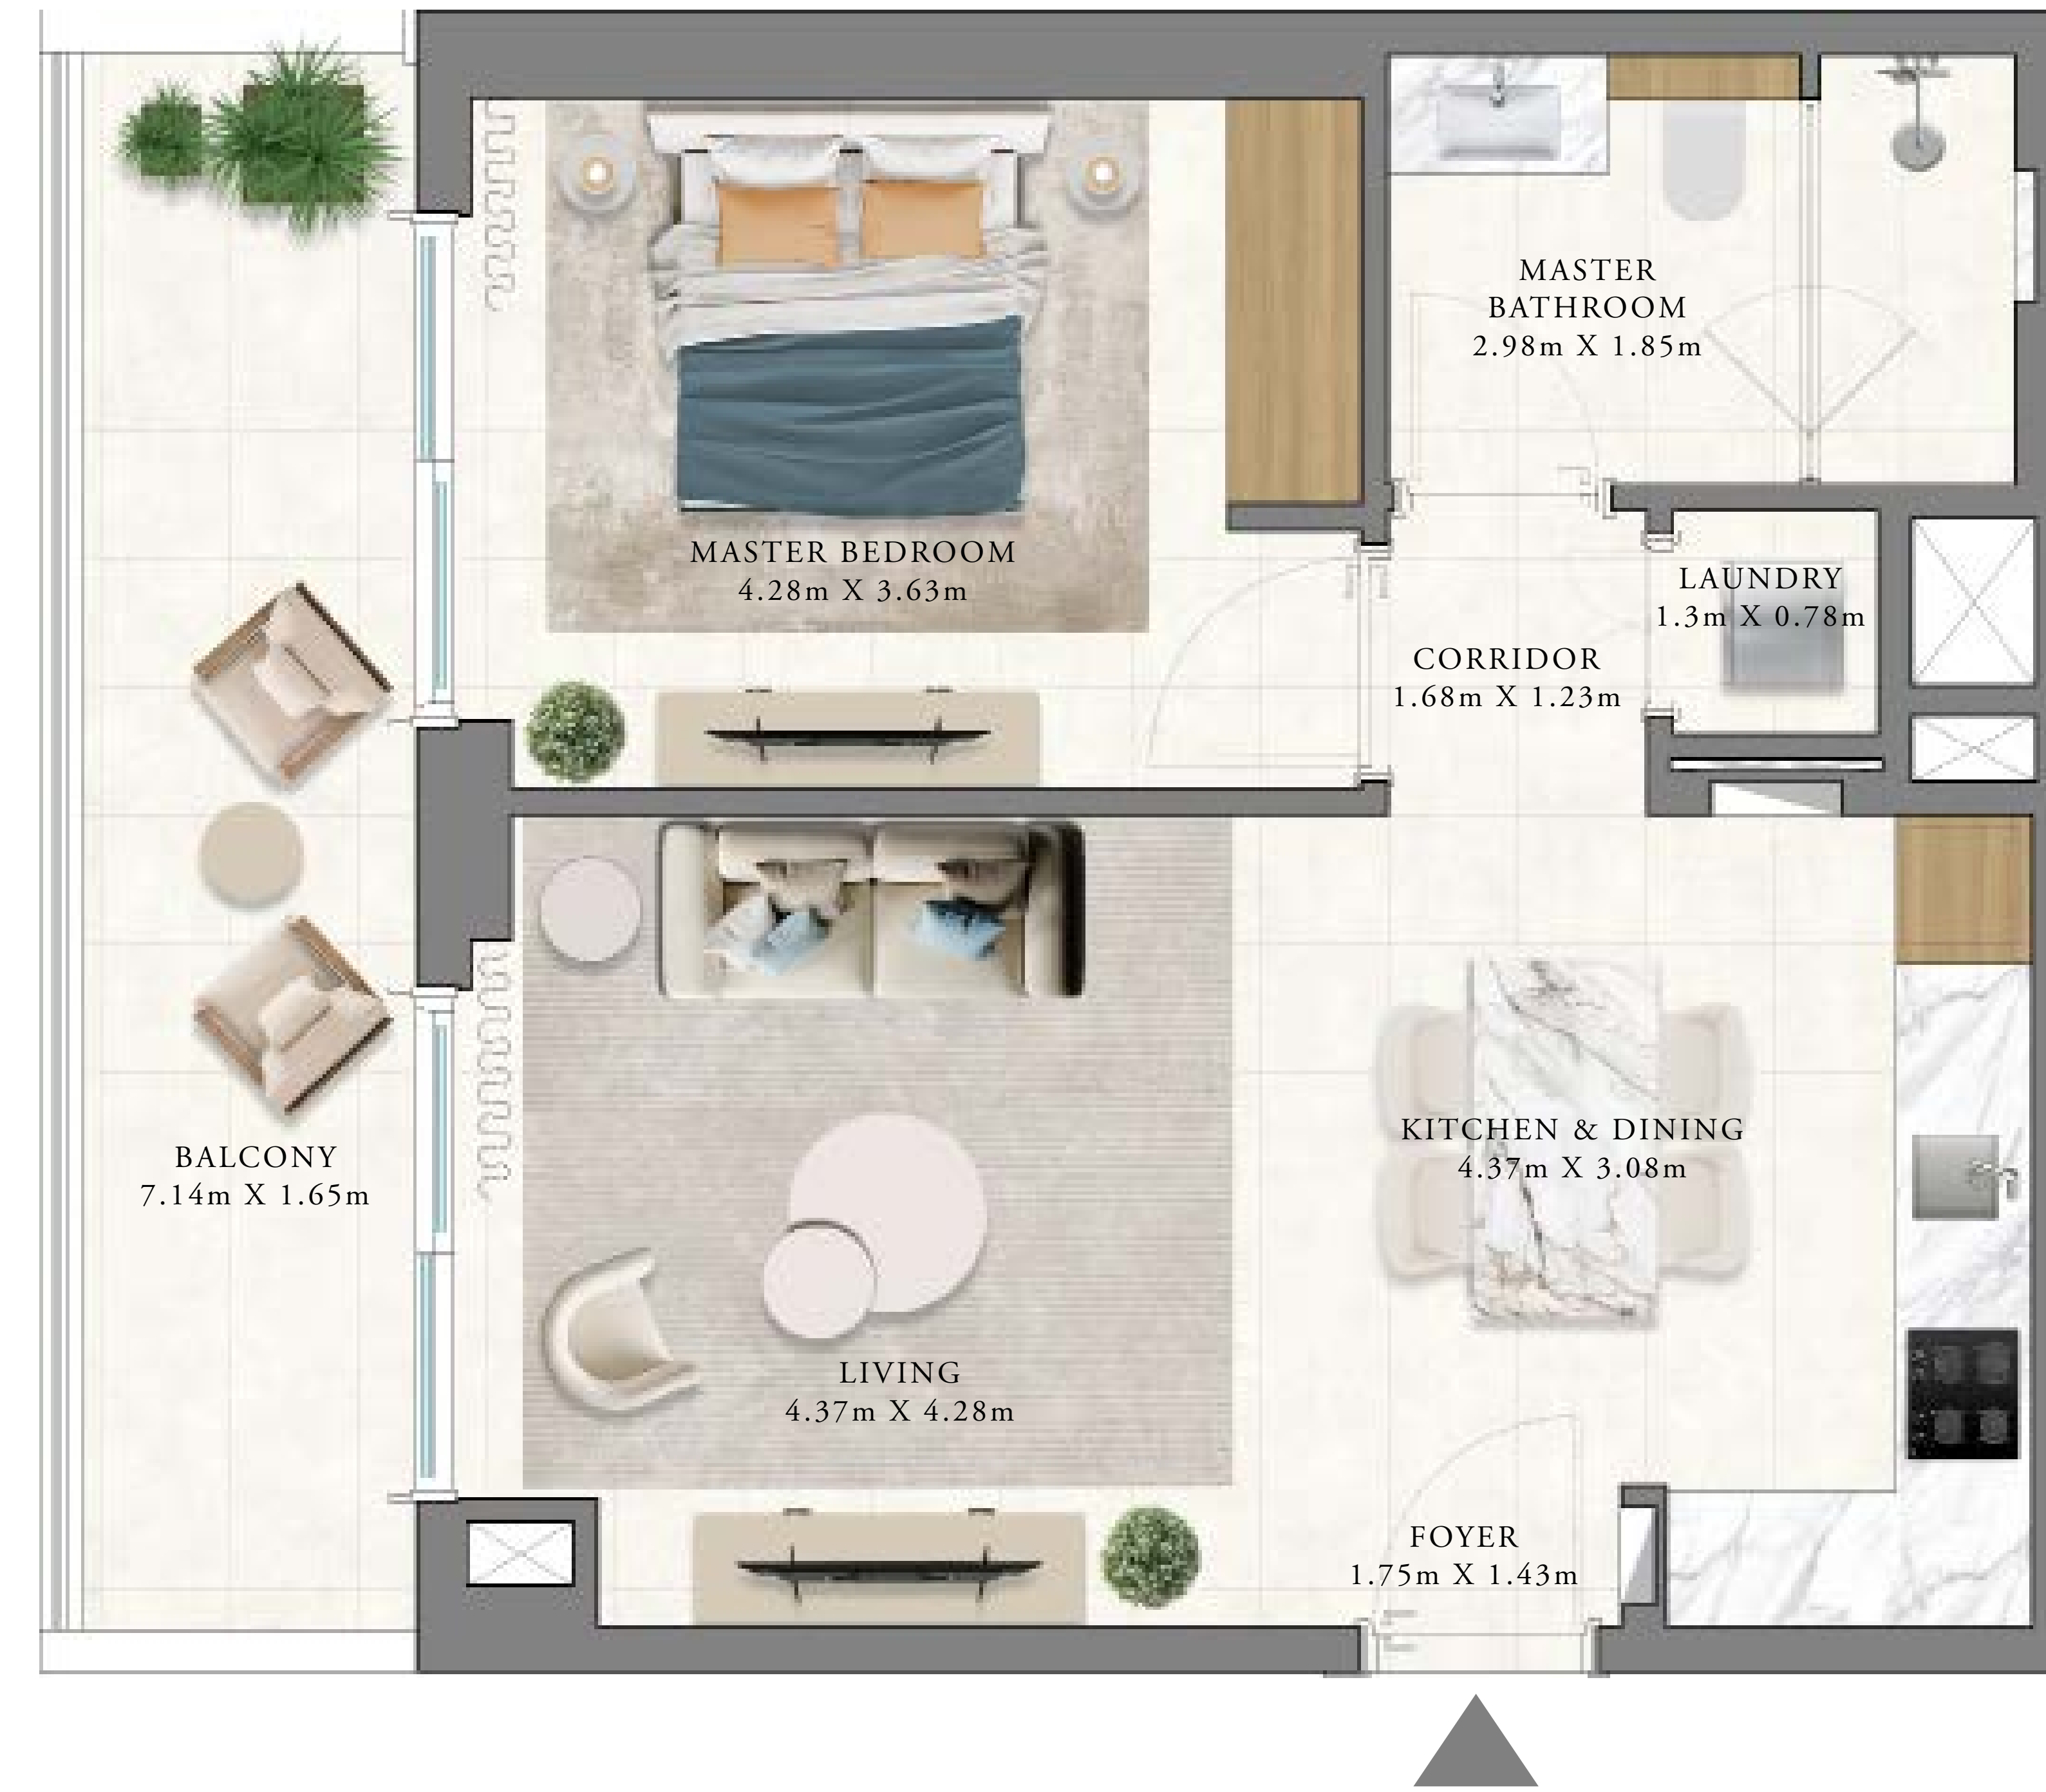 MASTER
BATHROOM
2.98m X 1.85m
MASTER BEDROOM
4.28m X 3.63m
LAUNDRY
1.3m X 0.78m
CORRIDOR
1.68m X 1.23m
BALCONY
7.14m X 1.65m
KITCHEN & DINING
4.37m X 3.08m
LIVING
4.37m X 4.28m
FOYER
1.75m X 1.43m